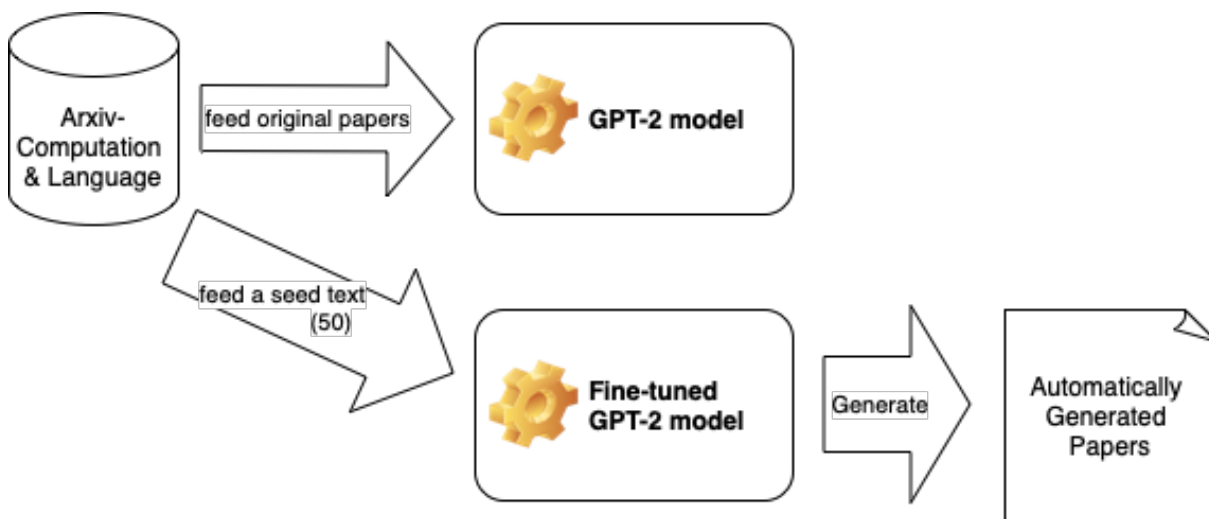 Arxiv-
Computation
& Language
feed original papers
GPT-2 model
feed a seed text
(50)
Fine-tuned
GPT-2 model
Generate
Automatically
Generated
Papers